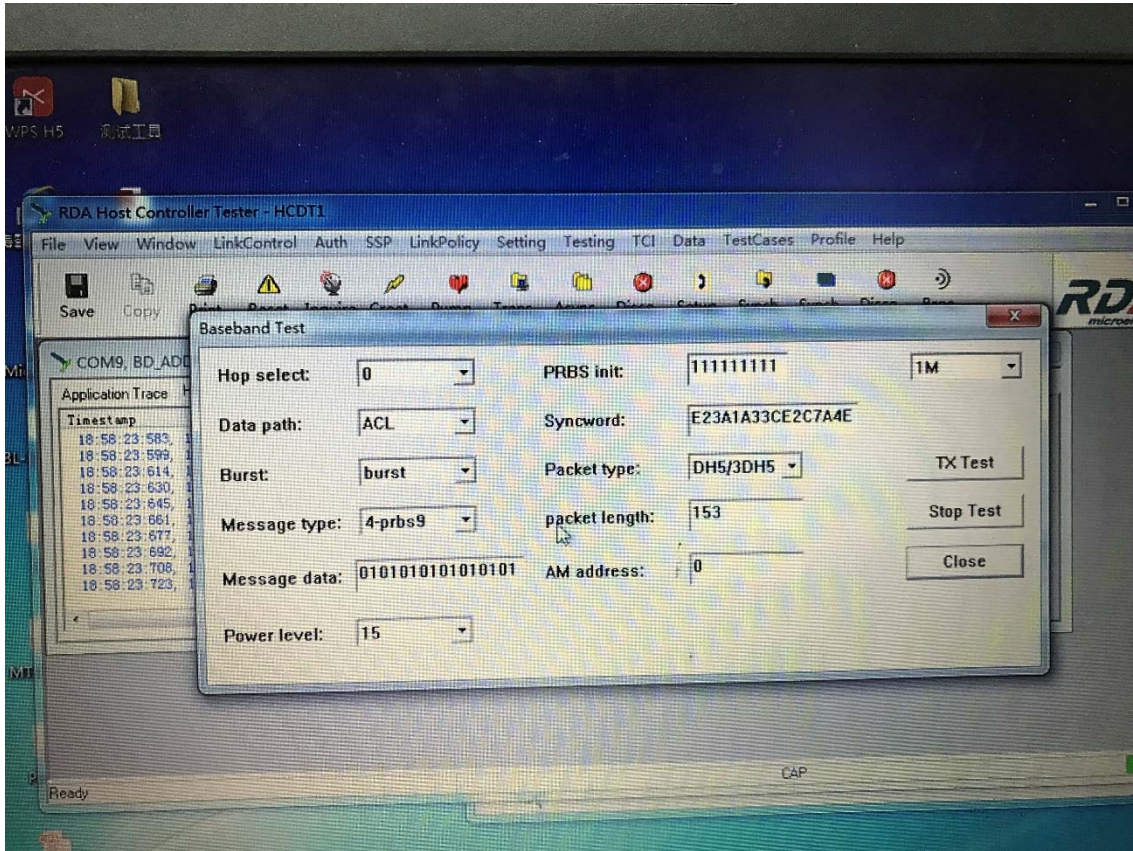 WPS H5
测试工具
RDA Host Controller Tester - HCDT1
File View Window LinkControl Auth SSP LinkPolicy Setting Testing TCI Data TestCases Profile Help
Save Copy
Baseband Test
COM9, BD_ADD
Application Trace
Timestamp
18:58:23:583,
18:58:23:599,
18:58:23:614,
18:58:23:630,
18:58:23:645,
18:58:23:661,
18:58:23:677,
18:58:23:692,
18:58:23:708,
18:58:23:723,
Hop select: 0 PRBS init: 111111111 1M
Data path: ACL Syncword: E23A1A33CE2C7A4E
Burst: burst Packet type: DH5/3DH5 TX Test
Message type: 4-prbs9 packet length: 153 Stop Test
Message data: 0101010101010101 AM address: 0 Close
Power level: 15
CAP
Ready